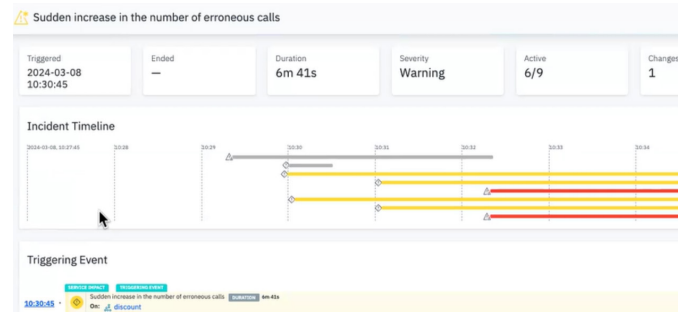 Sudden increase in the number of erroneous calls
Triggered
2024-03-08
10:30:45
Ended
—
Duration
6m 41s
Severity
Warning
Active
6/9
Changes
1
Incident Timeline
2024-03-08, 10:27:45 10:28 10:29 10:30 10:31 10:32 10:33 10:34
Triggering Event
SERVICE IMPACT TRIGGERING EVENT
10:30:45 · Sudden increase in the number of erroneous calls DURATION 6m 42s
On: discount